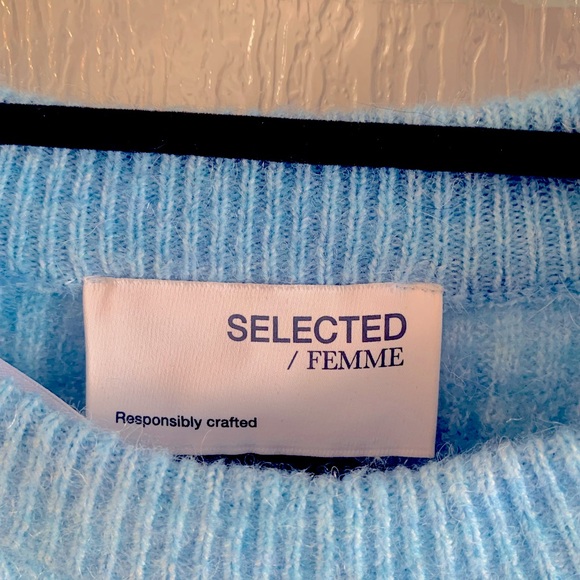 SELECTED
/ FEMME
Responsibly crafted